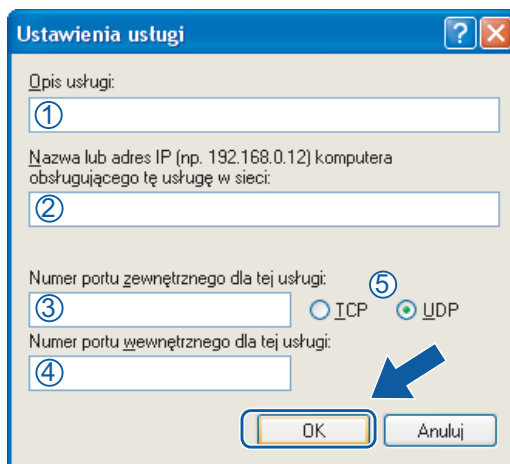 Ustawienia usługi
?
Opis usługi:
①
Nazwa lub adres IP (np. 192.168.0.12) komputera
obsługującego tę usługę w sieci:
②
Numer portu zewnętrznego dla tej usługi:
⑤
③ TCP UDP
Numer portu wewnętrznego dla tej usługi:
④
OK Anuluj